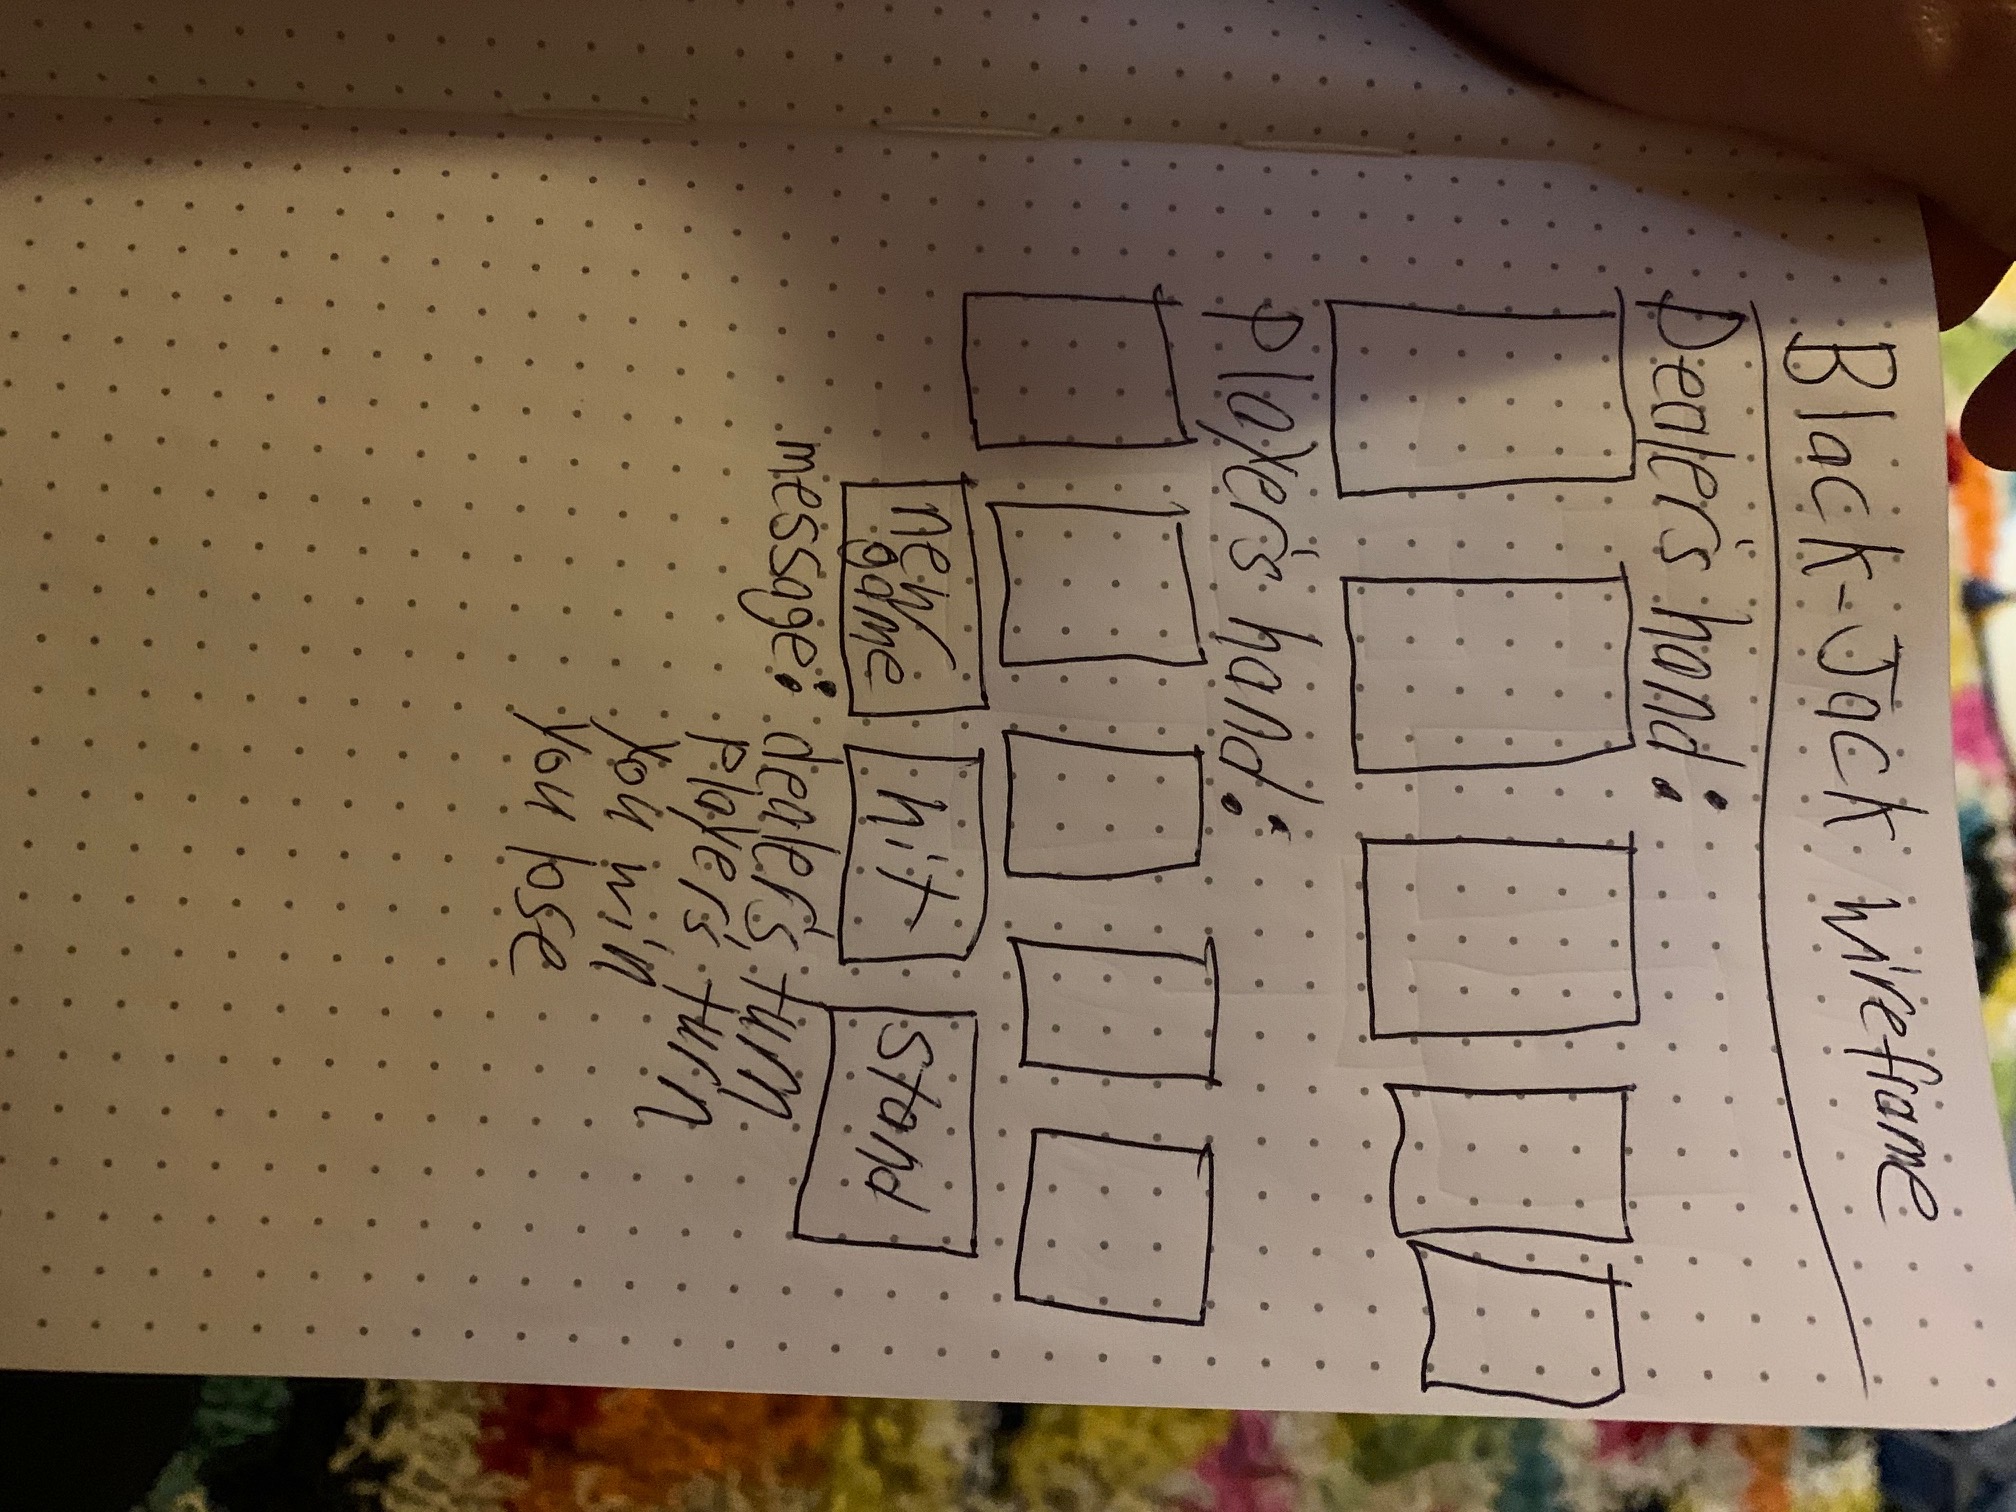 Black-Jack Wireframe
Dealer's hand:
Player's hand:
new game
hit
stand
message: dealer's turn
player's turn
you win
you lose